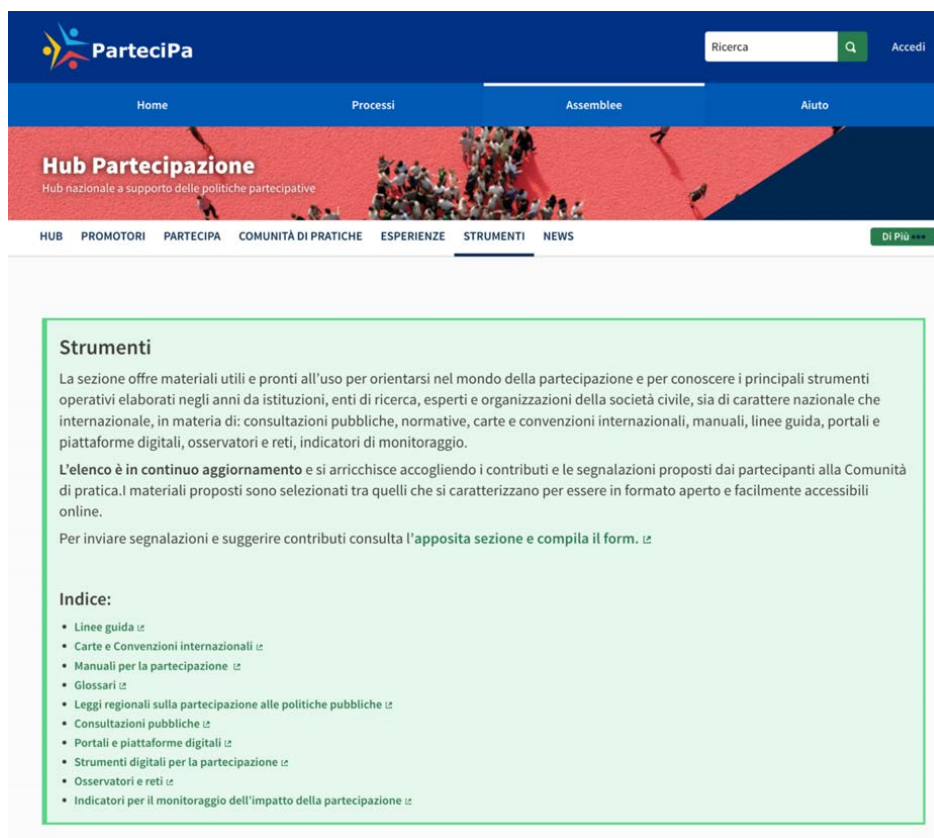 ParteciPa
Ricerca
Accedi
Home
Processi
Assemblee
Aiuto
Hub Partecipazione
Hub nazionale a supporto delle politiche partecipative
HUB
PROMOTORI
PARTECIPA
COMUNITÀ DI PRATICHE
ESPERIENZE
STRUMENTI
NEWS
Di Più
Strumenti
La sezione offre materiali utili e pronti all'uso per orientarsi nel mondo della partecipazione e per conoscere i principali strumenti
operativi elaborati negli anni da istituzioni, enti di ricerca, esperti e organizzazioni della società civile, sia di carattere nazionale che
internazionale, in materia di: consultazioni pubbliche, normative, carte e convenzioni internazionali, manuali, linee guida, portali e
piattaforme digitali, osservatori e reti, indicatori di monitoraggio.
L'elenco è in continuo aggiornamento e si arricchisce accogliendo i contributi e le segnalazioni proposti dai partecipanti alla Comunità
di pratica.I materiali proposti sono selezionati tra quelli che si caratterizzano per essere in formato aperto e facilmente accessibili
online.
Per inviare segnalazioni e suggerire contributi consulta l'apposita sezione e compila il form.
Indice:
• Linee guida
• Carte e Convenzioni internazionali
• Manuali per la partecipazione
• Glossari
• Leggi regionali sulla partecipazione alle politiche pubbliche
• Consultazioni pubbliche
• Portali e piattaforme digitali
• Strumenti digitali per la partecipazione
• Osservatori e reti
• Indicatori per il monitoraggio dell'impatto della partecipazione